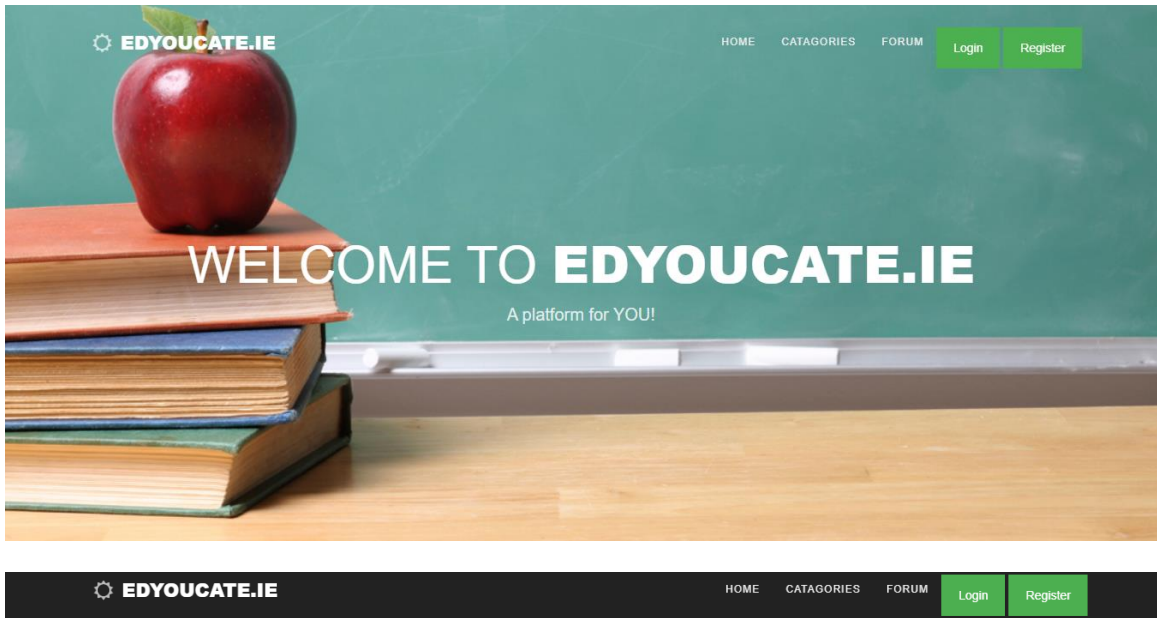 EDYOUCATE.IE HOME CATAGORIES FORUM Login Register
WELCOME TO EDYOUCATE.IE
A platform for YOU!
EDYOUCATE.IE HOME CATAGORIES FORUM Login Register